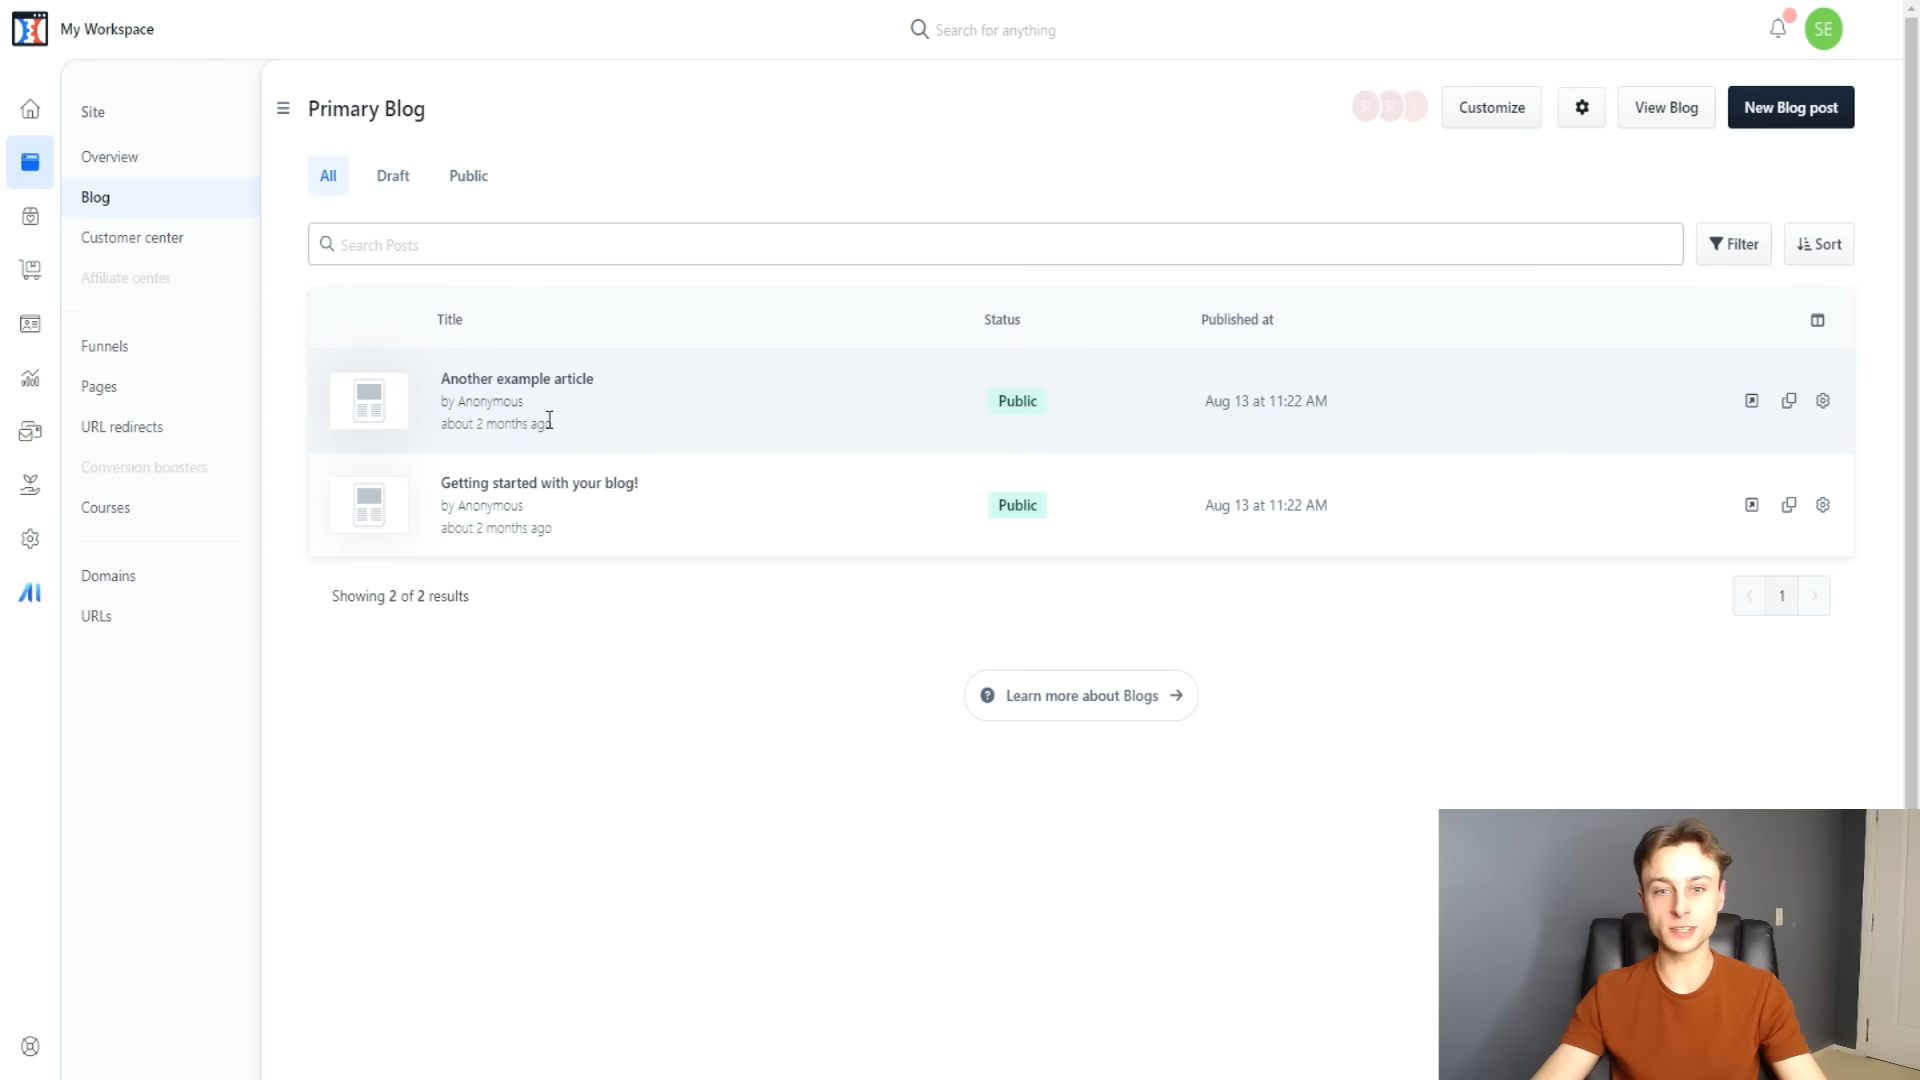 My Workspace
Search for anything
SE
Site
Overview
Blog
Customer center
Affiliate center
Funnels
Pages
URL redirects
Conversion boosters
Courses
Domains
URLs
AI
Primary Blog
Customize
View Blog
New Blog post
All
Draft
Public
Search Posts
Filter
Sort
Title
Status
Published at
Another example article
by Anonymous
about 2 months ago
Public
Aug 13 at 11:22 AM
Getting started with your blog!
by Anonymous
about 2 months ago
Public
Aug 13 at 11:22 AM
Showing 2 of 2 results
1
Learn more about Blogs